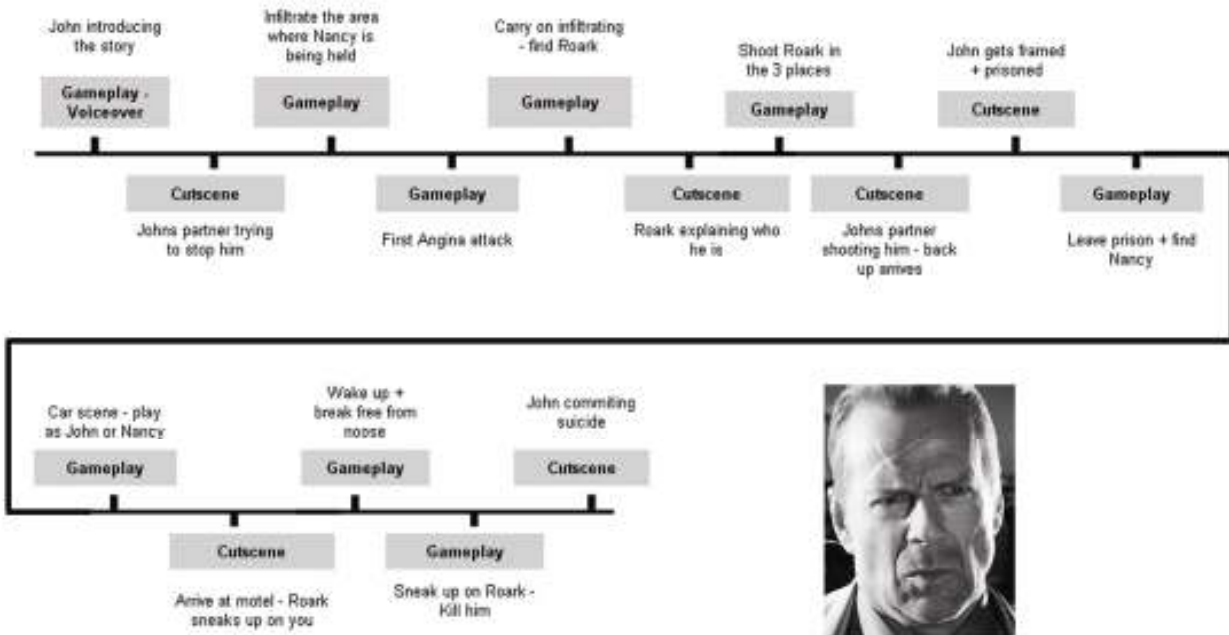 John introducing
the story
Gameplay -
Voiceover
Cutscene
Johns partner trying
to stop him
Infiltrate the area
where Nancy is
being held
Gameplay
Gameplay
First Angina attack
Carry on infiltrating
- find Roark
Gameplay
Cutscene
Roark explaining who
he is
Shoot Roark in
the 3 places
Gameplay
Cutscene
Johns partner
shooting him - back
up arrives
John gets framed
+ prisoned
Cutscene
Gameplay
Leave prison + find
Nancy
Car scene - play
as John or Nancy
Gameplay
Cutscene
Arrive at motel - Roark
sneaks up on you
Wake up +
break free from
noose
Gameplay
Gameplay
Sneak up on Roark -
Kill him
John commiting
suicide
Cutscene